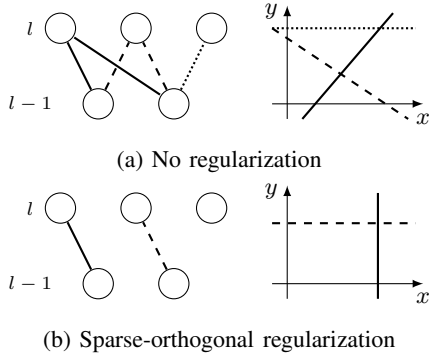 l
l − 1
y
x
(a) No regularization
l
l − 1
y
x
(b) Sparse-orthogonal regularization